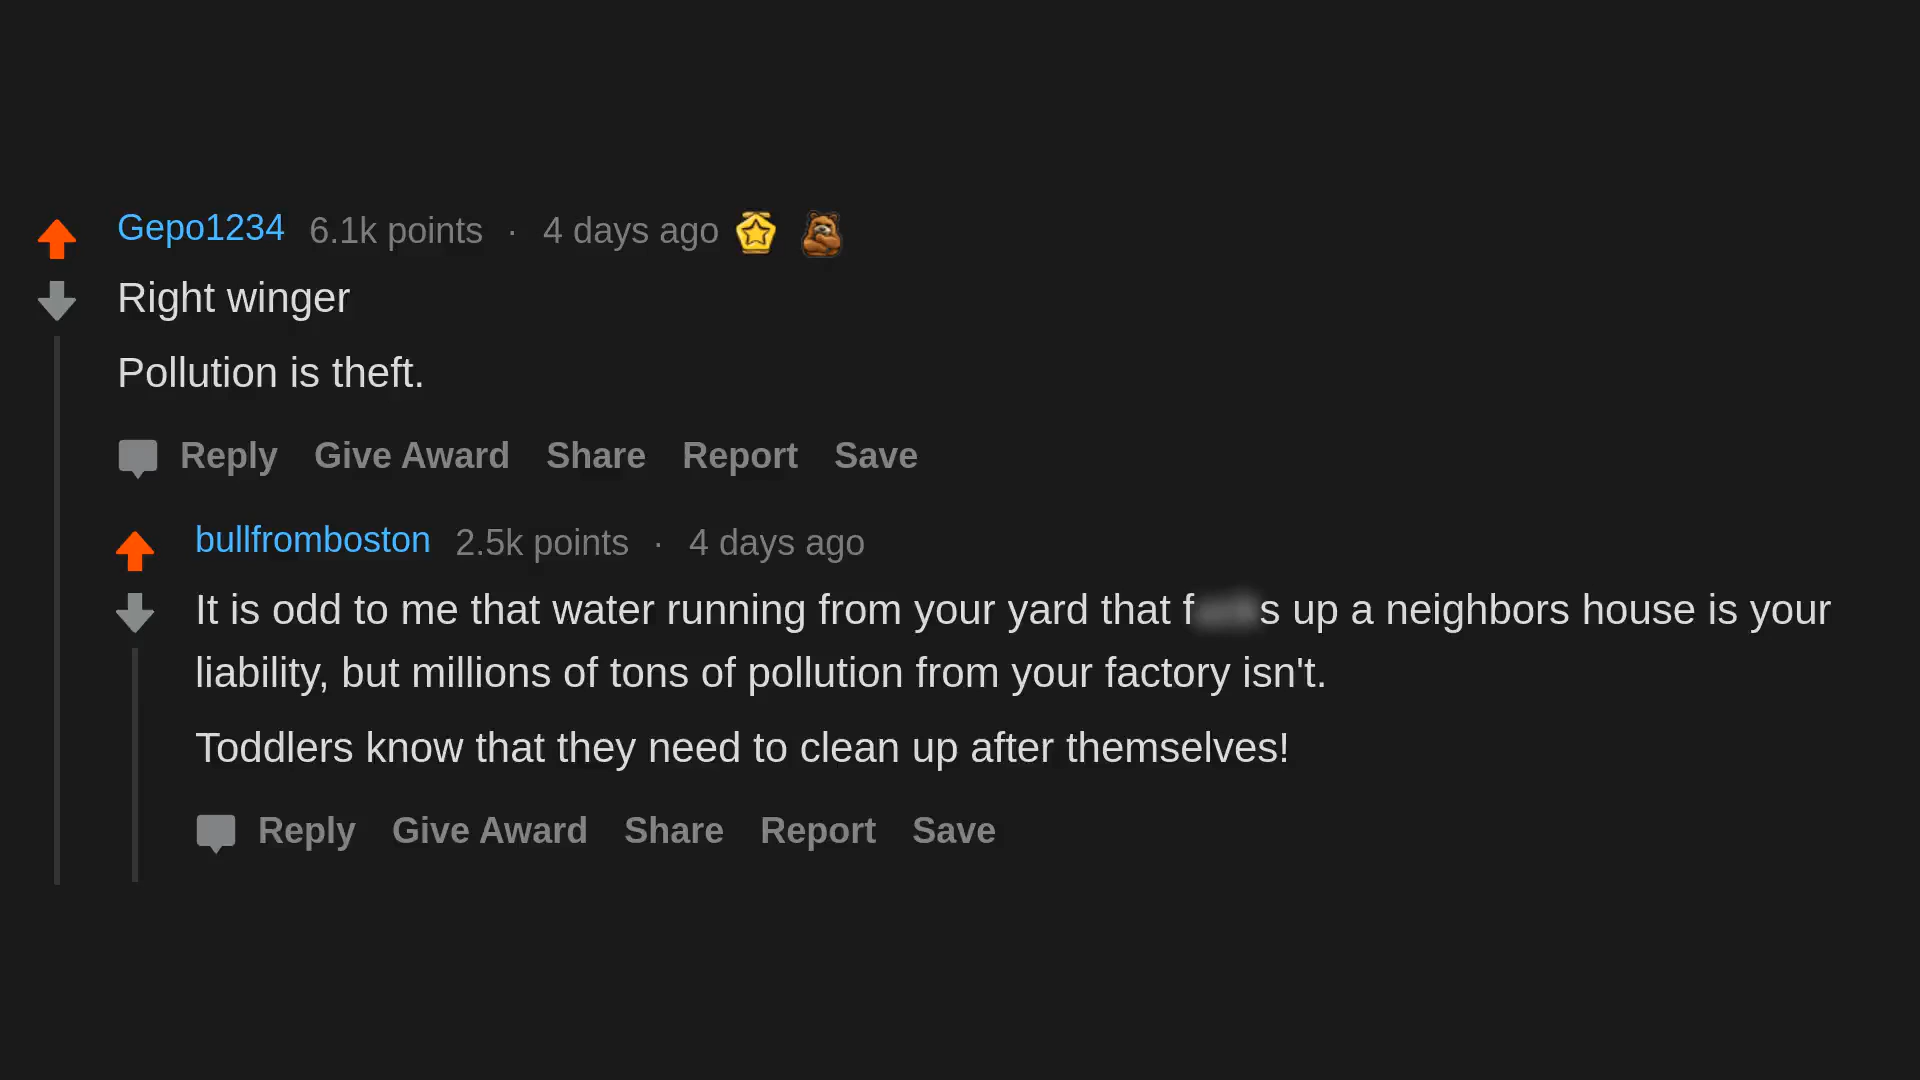 Gepo1234 6.1k points · 4 days ago
Right winger
Pollution is theft.
Reply Give Award Share Report Save
bullfromboston 2.5k points · 4 days ago
It is odd to me that water running from your yard that f s up a neighbors house is your
liability, but millions of tons of pollution from your factory isn't.
Toddlers know that they need to clean up after themselves!
Reply Give Award Share Report Save